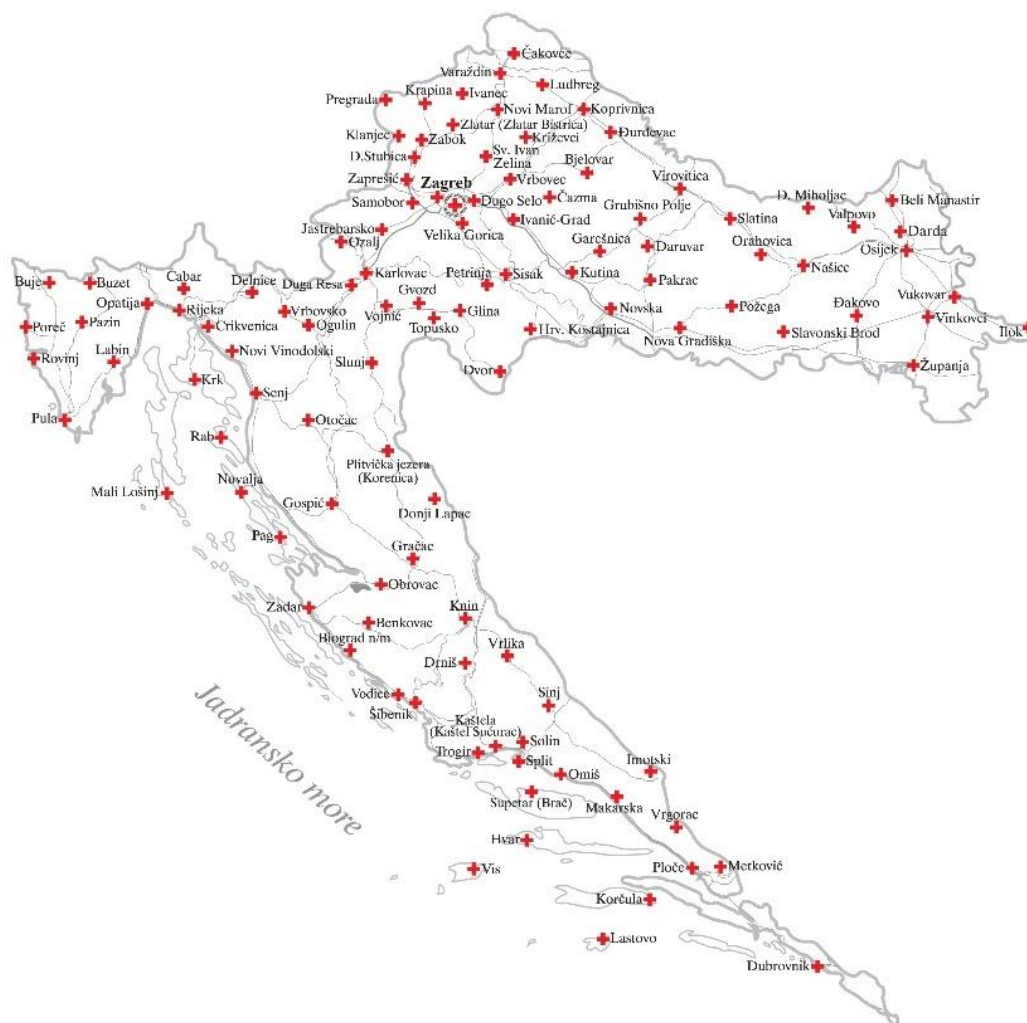 Čakovec
Varaždin
Ludbreg
Ivanec
Krapina
Pregrada
Novi Marof
Koprivnica
Zlatar (Zlatar Bistrica)
Klanjec
Zabok
Križevci
Đurđevac
D.Stubica
Sv. Ivan
Zelina
Bjelovar
Zaprešić
Zagreb
Vrbovec
Virovitica
Samobor
Dugo Selo
Čazma
D. Miholjac
Beli Manastir
Ivanić-Grad
Grubišno Polje
Slatina
Valpovo
Darda
Jastrebarsko
Velika Gorica
Ozalj
Garešnica
Daruvar
Orahovica
Osijek
Našice
Čabar
Delnice
Karlovac
Petrinja
Sisak
Kutina
Pakrac
Buje
Buzet
Duga Resa
Opatija
Rijeka
Vrbovsko
Vojnić
Gvozd
Glina
Novska
Požega
Đakovo
Vukovar
Poreč
Pazin
Crikvenica
Ogulin
Topusko
Hrv. Kostajnica
Nova Gradiška
Slavonski Brod
Vinkovci
Ilok
Rovinj
Labin
Novi Vinodolski
Slunj
Dvor
Županja
Krk
Senj
Pula
Otočac
Rab
Plitvička jezera
(Korenica)
Mali Lošinj
Novalja
Gospić
Donji Lapac
Pag
Gračac
Obrovac
Zadar
Benkovac
Knin
Biograd n/m
Vrlika
Drniš
Vodice
Šibenik
Sinj
Jadransko more
Kaštela
(Kaštel Sućurac)
Solin
Trogir
Split
Imotski
Omiš
Supetar (Brač)
Makarska
Vrgorac
Hvar
Vis
Ploče
Metković
Korčula
Lastovo
Dubrovnik